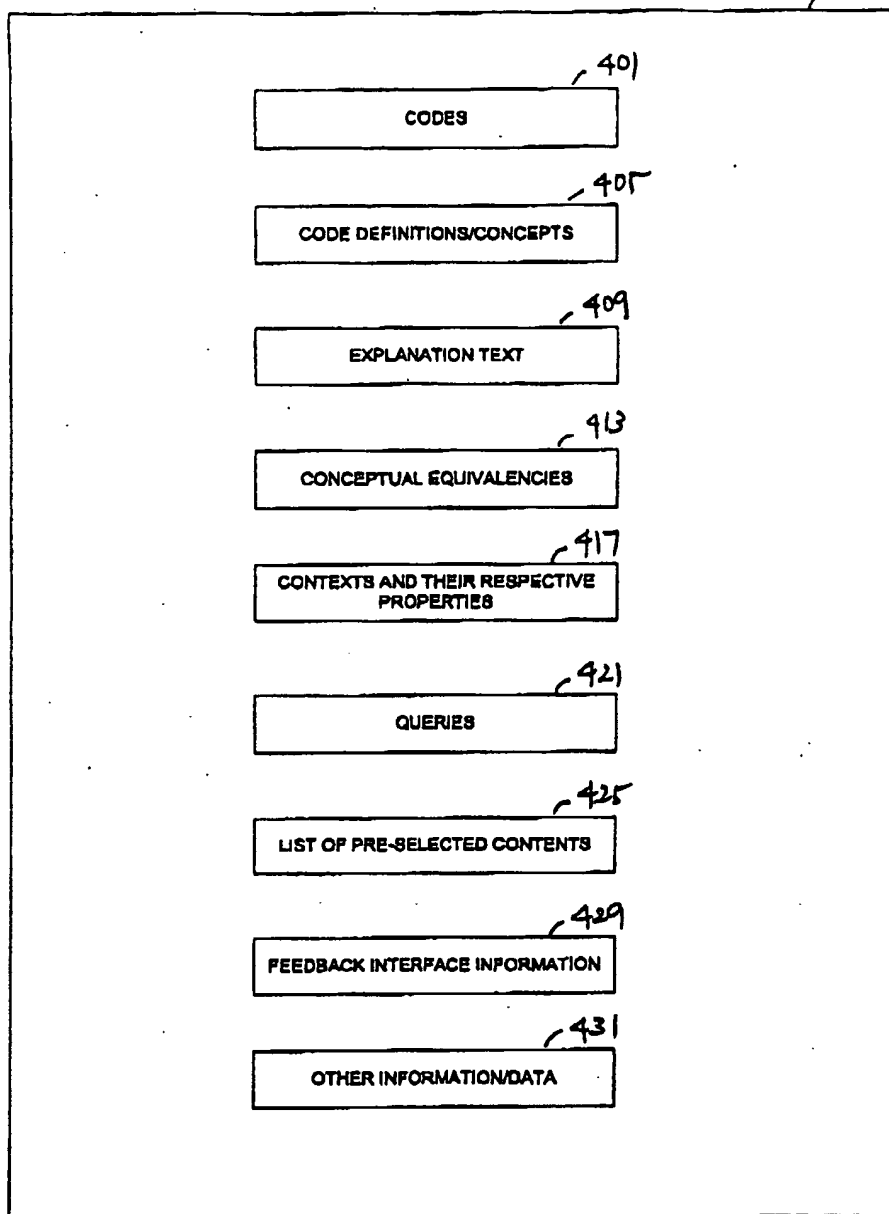 401
CODES
405
CODE DEFINITIONS/CONCEPTS
409
EXPLANATION TEXT
413
CONCEPTUAL EQUIVALENCIES
417
CONTEXTS AND THEIR RESPECTIVE
PROPERTIES
421
QUERIES
425
LIST OF PRE-SELECTED CONTENTS
429
FEEDBACK INTERFACE INFORMATION
431
OTHER INFORMATION/DATA